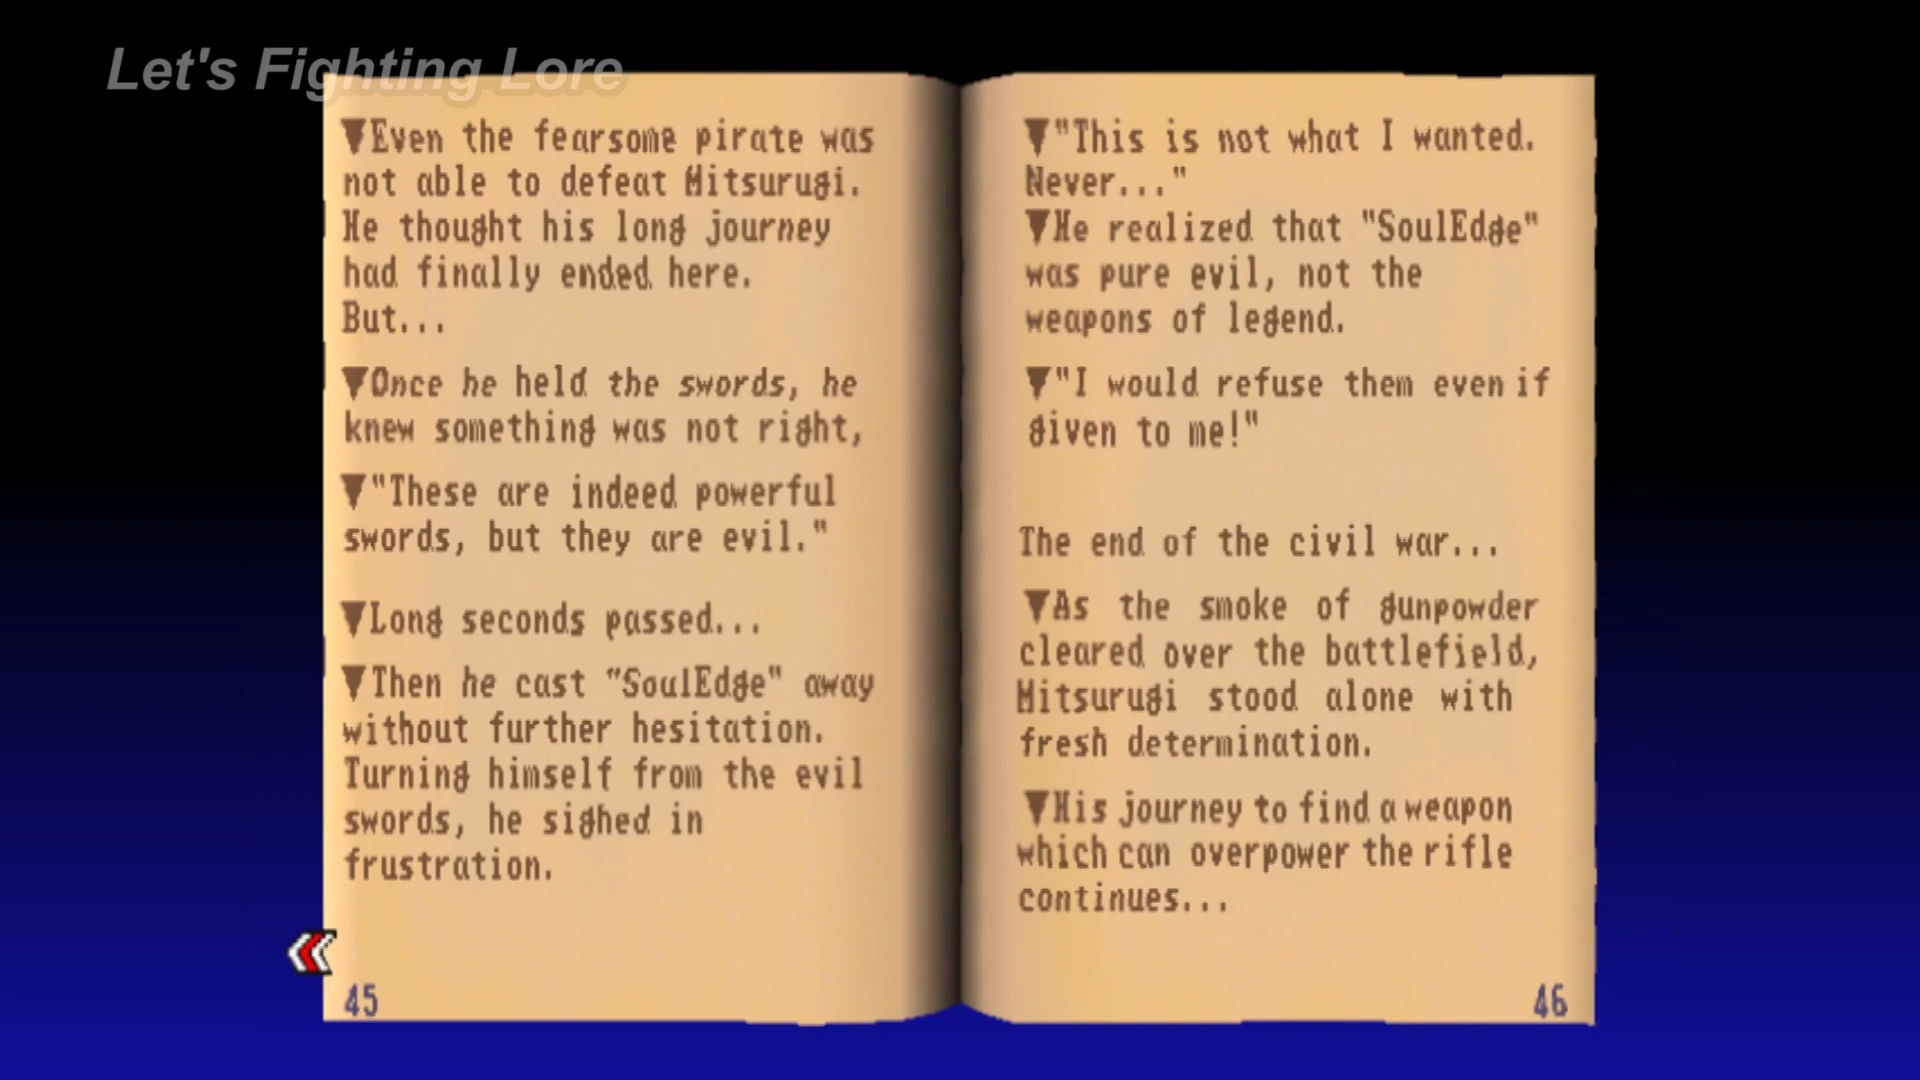 Let's Fighting Lore
▼Even the fearsome pirate was
not able to defeat Mitsurugi.
He thought his long journey
had finally ended here.
But...
▼Once he held the swords, he
knew something was not right,
▼"These are indeed powerful
swords, but they are evil."
▼Long seconds passed...
▼Then he cast "SoulEdge" away
without further hesitation.
Turning himself from the evil
swords, he sighed in
frustration.
45
▼"This is not what I wanted.
Never..."
▼He realized that "SoulEdge"
was pure evil, not the
weapons of legend.
▼"I would refuse them even if
given to me!"
The end of the civil war...
▼As the smoke of gunpowder
cleared over the battlefield,
Mitsurugi stood alone with
fresh determination.
▼His journey to find a weapon
which can overpower the rifle
continues...
46